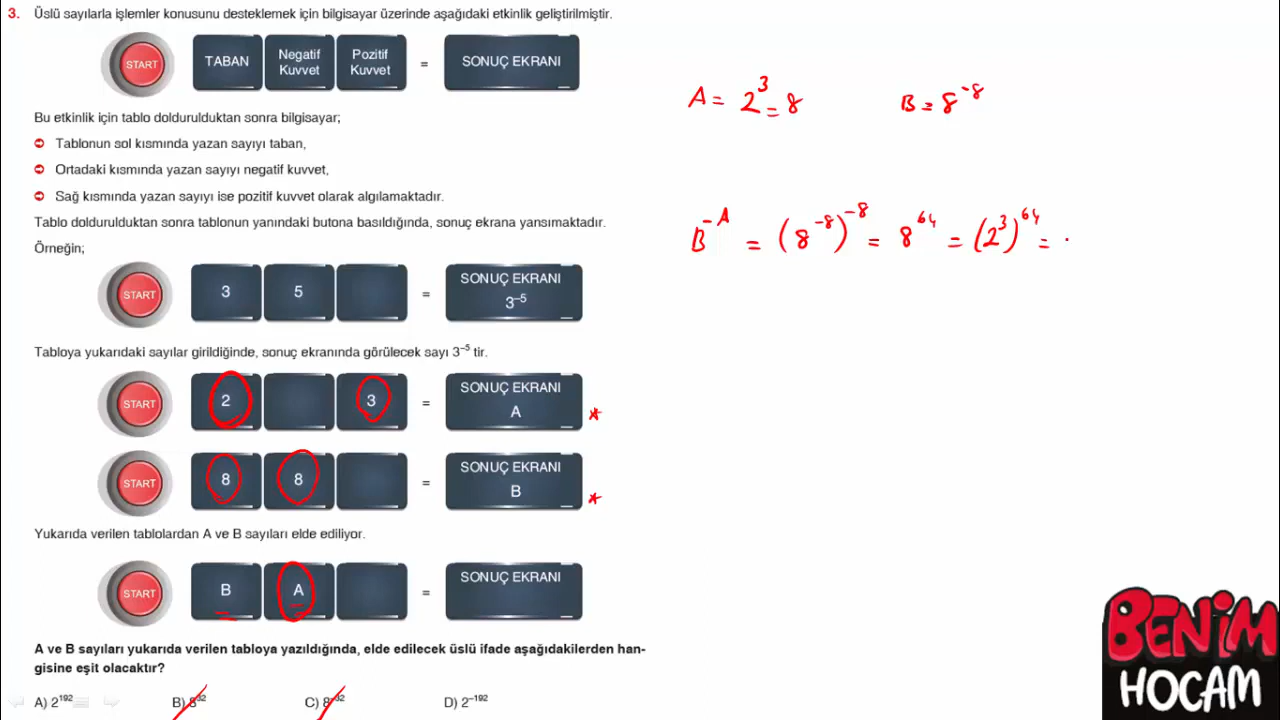 3. Üslü sayılarla işlemler konusunu desteklemek için bilgisayar üzerinde aşağıdaki etkinlik geliştirilmiştir.
START TABAN Negatif Kuvvet Pozitif Kuvvet = SONUÇ EKRANI
Bu etkinlik için tablo doldurulduktan sonra bilgisayar;
Tablonun sol kısmında yazan sayıyı taban,
Ortadaki kısmında yazan sayıyı negatif kuvvet,
Sağ kısmında yazan sayıyı ise pozitif kuvvet olarak algılamaktadır.
Tablo doldurulduktan sonra tablonun yanındaki butona basıldığında, sonuç ekrana yansımaktadır.
Örneğin;
START 3 5 = SONUÇ EKRANI 3⁻⁵
Tabloya yukarıdaki sayılar girildiğinde, sonuç ekranında görülecek sayı 3⁻⁵ tir.
START 2 3 = SONUÇ EKRANI A *
START 8 8 = SONUÇ EKRANI B *
Yukarıda verilen tablolardan A ve B sayıları elde ediliyor.
START B A = SONUÇ EKRANI
A ve B sayıları yukarıda verilen tabloya yazıldığında, elde edilecek üslü ifade aşağıdakilerden han-
gisine eşit olacaktır?
A) 2¹⁹² B) 8³² C) 8⁻³² D) 2⁻¹⁹²
A = 2³ = 8 B = 8⁻⁸
B⁻ᴬ = (8⁻⁸)⁻⁸ = 8⁶⁴ = (2³)⁶⁴ =
BENİM
HOCAM